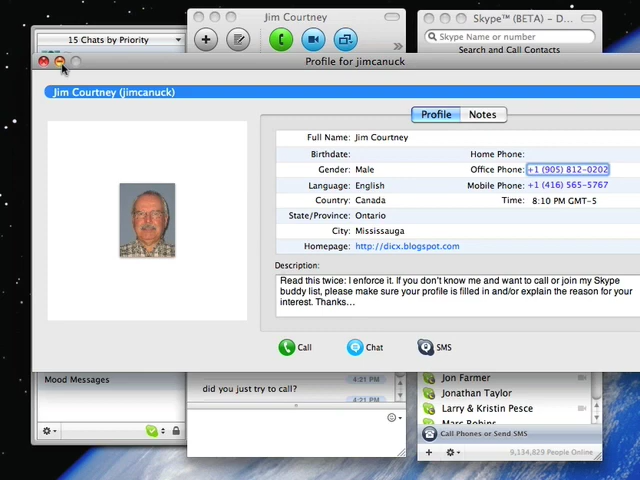 Jim Courtney
Skype™ (BETA) – D...
15 Chats by Priority
Skype Name or number
Search and Call Contacts
Profile for jimcanuck
Jim Courtney (jimcanuck)
Profile Notes
Full Name: Jim Courtney
Birthdate: Home Phone:
Gender: Male Office Phone: +1 (905) 812-0202
Language: English Mobile Phone: +1 (416) 565-5767
Country: Canada Time: 8:10 PM GMT-5
State/Province: Ontario
City: Mississauga
Homepage: http://dicx.blogspot.com
Description:
Read this twice: I enforce it. If you don't know me and want to call or join my Skype
buddy list, please make sure your profile is filled in and/or explain the reason for your
interest. Thanks...
Call Chat SMS
Mood Messages
4:21 PM
did you just try to call?
4:21 PM
Jon Farmer
Jonathan Taylor
Larry & Kristin Pesce
Marc Robins
Call Phones or Send SMS
9,134,829 People Online